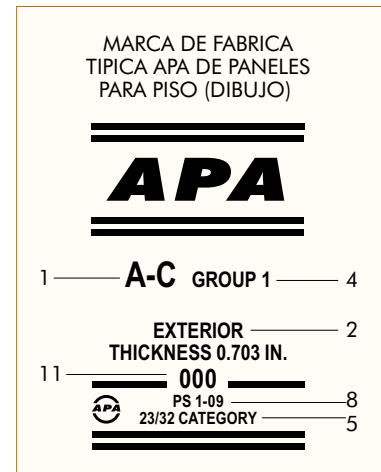 MARCA DE FABRICA
TIPICA APA DE PANELES
PARA PISO (DIBUJO)
APA
1 A-C GROUP 1 4
EXTERIOR 2
THICKNESS 0.703 IN.
11 000
APA PS 1-09 8
23/32 CATEGORY 5